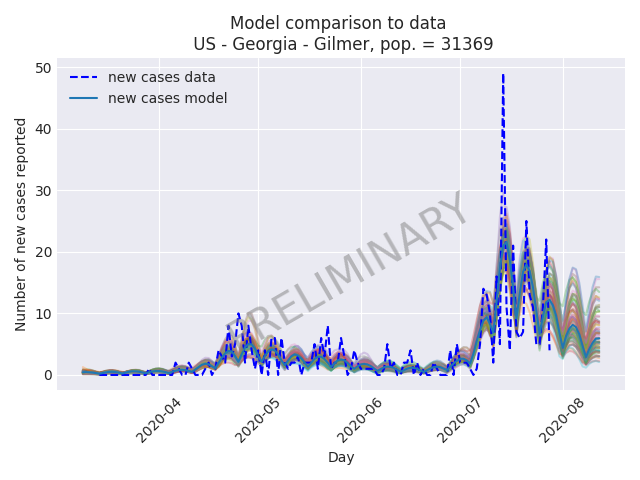 Model comparison to data
US - Georgia - Gilmer, pop. = 31369
new cases data
new cases model
PRELIMINARY
Number of new cases reported
50
40
30
20
10
0
2020-04
2020-05
2020-06
2020-07
2020-08
Day